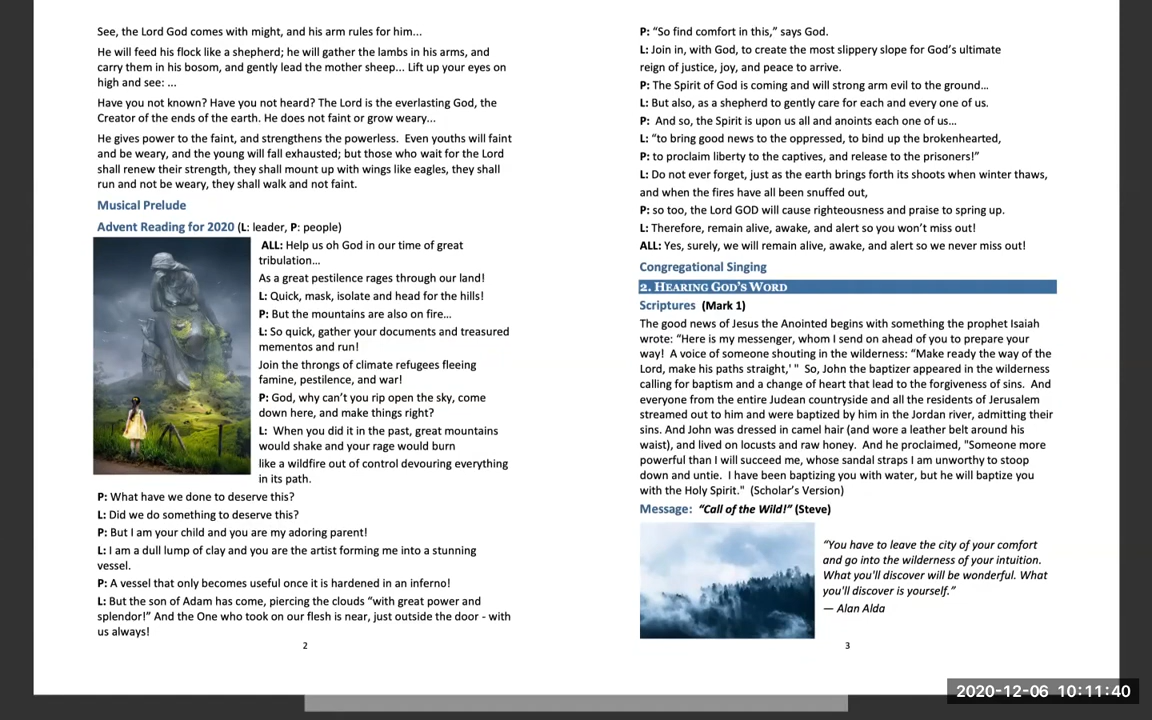 See, the Lord God comes with might, and his arm rules for him...
He will feed his flock like a shepherd; he will gather the lambs in his arms, and
carry them in his bosom, and gently lead the mother sheep... Lift up your eyes on
high and see: ...
Have you not known? Have you not heard? The Lord is the everlasting God, the
Creator of the ends of the earth. He does not faint or grow weary...
He gives power to the faint, and strengthens the powerless.  Even youths will faint
and be weary, and the young will fall exhausted; but those who wait for the Lord
shall renew their strength, they shall mount up with wings like eagles, they shall
run and not be weary, they shall walk and not faint.
Musical Prelude
Advent Reading for 2020 (L: leader, P: people)
ALL: Help us oh God in our time of great
tribulation...
As a great pestilence rages through our land!
L: Quick, mask, isolate and head for the hills!
P: But the mountains are also on fire...
L: So quick, gather your documents and treasured
mementos and run!
Join the throngs of climate refugees fleeing
famine, pestilence, and war!
P: God, why can't you rip open the sky, come
down here, and make things right?
L:  When you did it in the past, great mountains
would shake and your rage would burn
like a wildfire out of control devouring everything
in its path.
P: What have we done to deserve this?
L: Did we do something to deserve this?
P: But I am your child and you are my adoring parent!
L: I am a dull lump of clay and you are the artist forming me into a stunning
vessel.
P: A vessel that only becomes useful once it is hardened in an inferno!
L: But the son of Adam has come, piercing the clouds “with great power and
splendor!” And the One who took on our flesh is near, just outside the door - with
us always!
2
P: “So find comfort in this,” says God.
L: Join in, with God, to create the most slippery slope for God’s ultimate
reign of justice, joy, and peace to arrive.
P: The Spirit of God is coming and will strong arm evil to the ground...
L: But also, as a shepherd to gently care for each and every one of us.
P:  And so, the Spirit is upon us all and anoints each one of us...
L: “to bring good news to the oppressed, to bind up the brokenhearted,
P: to proclaim liberty to the captives, and release to the prisoners!”
L: Do not ever forget, just as the earth brings forth its shoots when winter thaws,
and when the fires have all been snuffed out,
P: so too, the Lord GOD will cause righteousness and praise to spring up.
L: Therefore, remain alive, awake, and alert so you won’t miss out!
ALL: Yes, surely, we will remain alive, awake, and alert so we never miss out!
Congregational Singing
2. HEARING GOD’S WORD
Scriptures  (Mark 1)
The good news of Jesus the Anointed begins with something the prophet Isaiah
wrote: “Here is my messenger, whom I send on ahead of you to prepare your
way!  A voice of someone shouting in the wilderness: “Make ready the way of the
Lord, make his paths straight,' "  So, John the baptizer appeared in the wilderness
calling for baptism and a change of heart that lead to the forgiveness of sins.  And
everyone from the entire Judean countryside and all the residents of Jerusalem
streamed out to him and were baptized by him in the Jordan river, admitting their
sins. And John was dressed in camel hair (and wore a leather belt around his
waist), and lived on locusts and raw honey.  And he proclaimed, "Someone more
powerful than I will succeed me, whose sandal straps I am unworthy to stoop
down and untie.  I have been baptizing you with water, but he will baptize you
with the Holy Spirit."  (Scholar’s Version)
Message:  “Call of the Wild!” (Steve)
“You have to leave the city of your comfort
and go into the wilderness of your intuition.
What you'll discover will be wonderful. What
you'll discover is yourself.”
— Alan Alda
3
2020-12-06 10:11:40